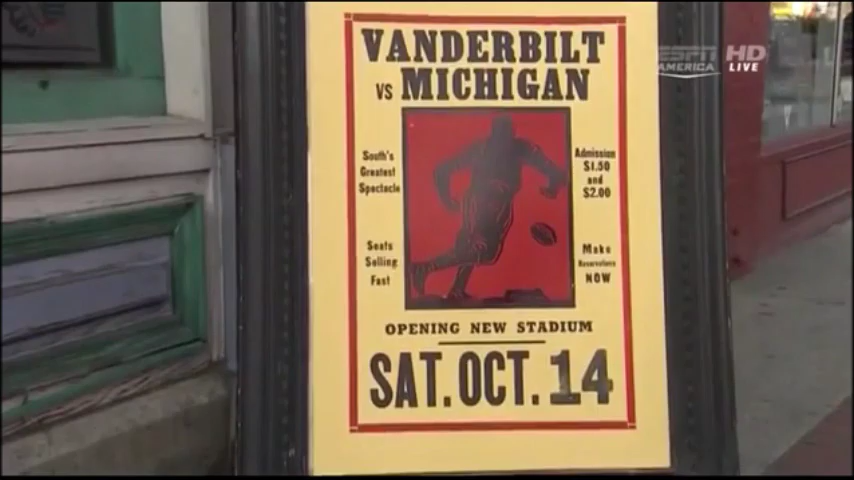 VANDERBILT
VS MICHIGAN
South's
Greatest
Spectacle
Admission
$1.50
and
$2.00
Seats
Selling
Fast
Make
Reservations
NOW
OPENING NEW STADIUM
SAT. OCT. 14
ESPN HD
AMERICA LIVE